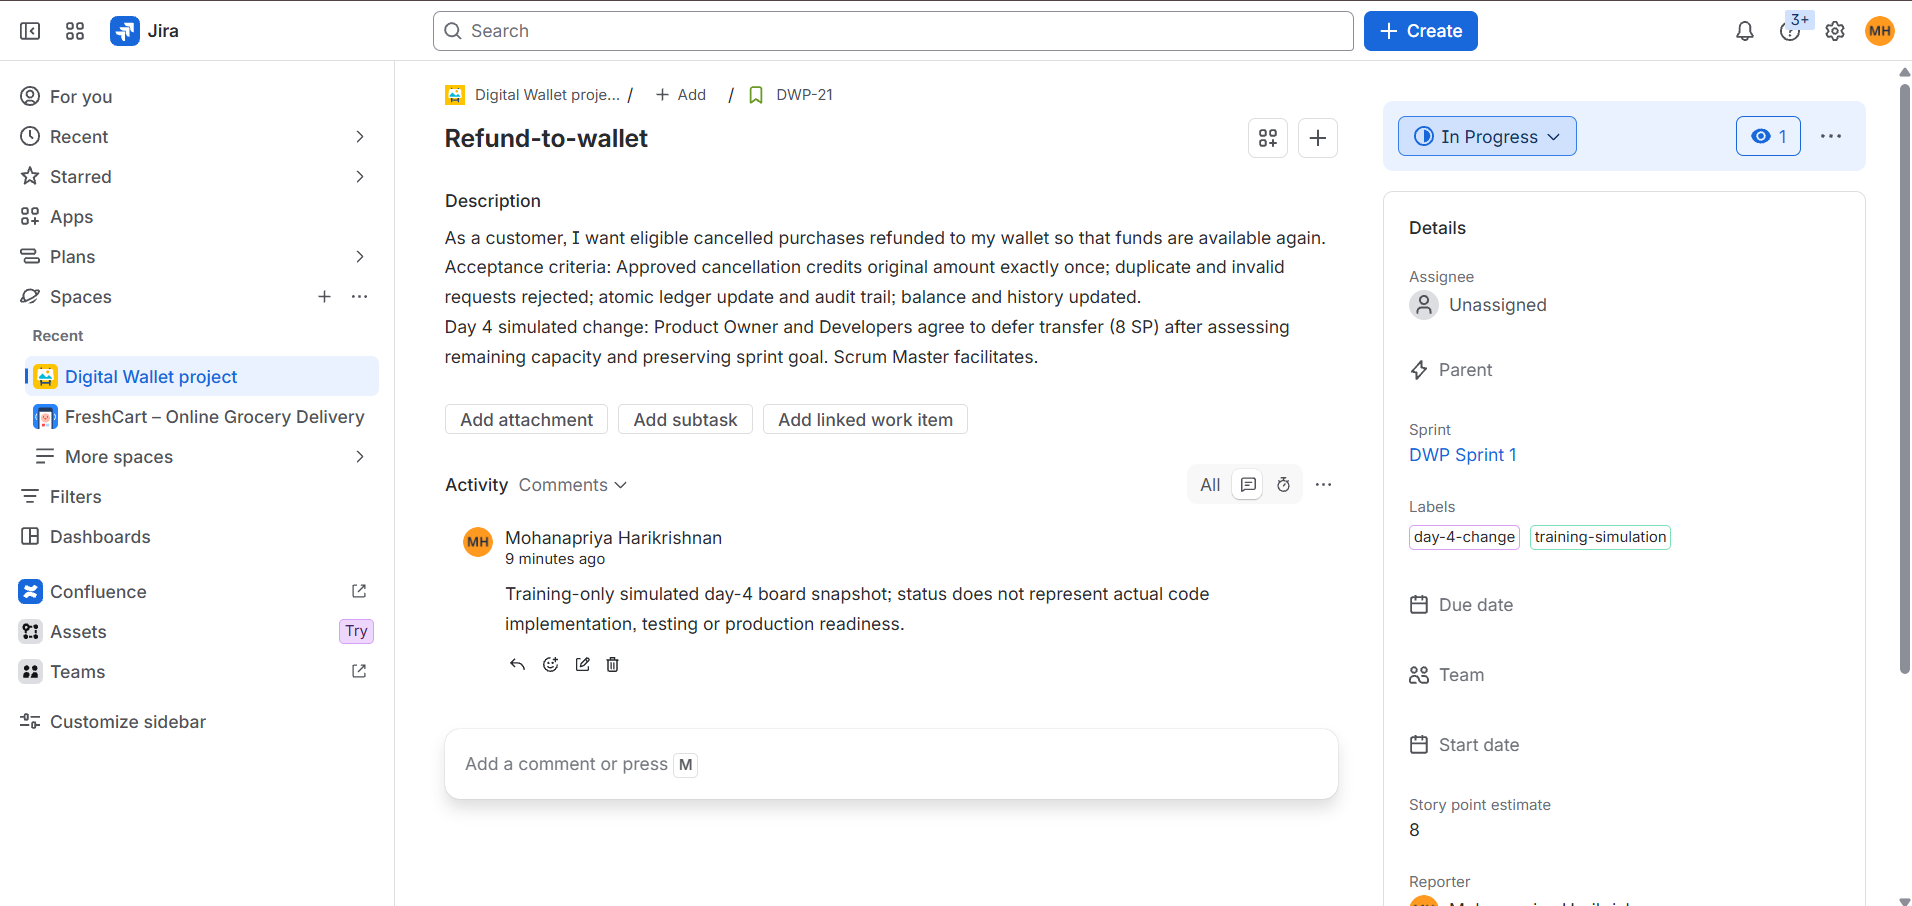 Jira
Search
Create
3+
MH
For you
Recent
Starred
Apps
Plans
Spaces
Recent
Digital Wallet project
FreshCart – Online Grocery Delivery
More spaces
Filters
Dashboards
Confluence
Assets
Try
Teams
Customize sidebar
Digital Wallet proje... / + Add / DWP-21
Refund-to-wallet
Description
As a customer, I want eligible cancelled purchases refunded to my wallet so that funds are available again.
Acceptance criteria: Approved cancellation credits original amount exactly once; duplicate and invalid
requests rejected; atomic ledger update and audit trail; balance and history updated.
Day 4 simulated change: Product Owner and Developers agree to defer transfer (8 SP) after assessing
remaining capacity and preserving sprint goal. Scrum Master facilitates.
Add attachment
Add subtask
Add linked work item
Activity Comments
All
MH
Mohanapriya Harikrishnan
9 minutes ago
Training-only simulated day-4 board snapshot; status does not represent actual code
implementation, testing or production readiness.
Add a comment or press M
In Progress
1
Details
Assignee
Unassigned
Parent
Sprint
DWP Sprint 1
Labels
day-4-change training-simulation
Due date
Team
Start date
Story point estimate
8
Reporter